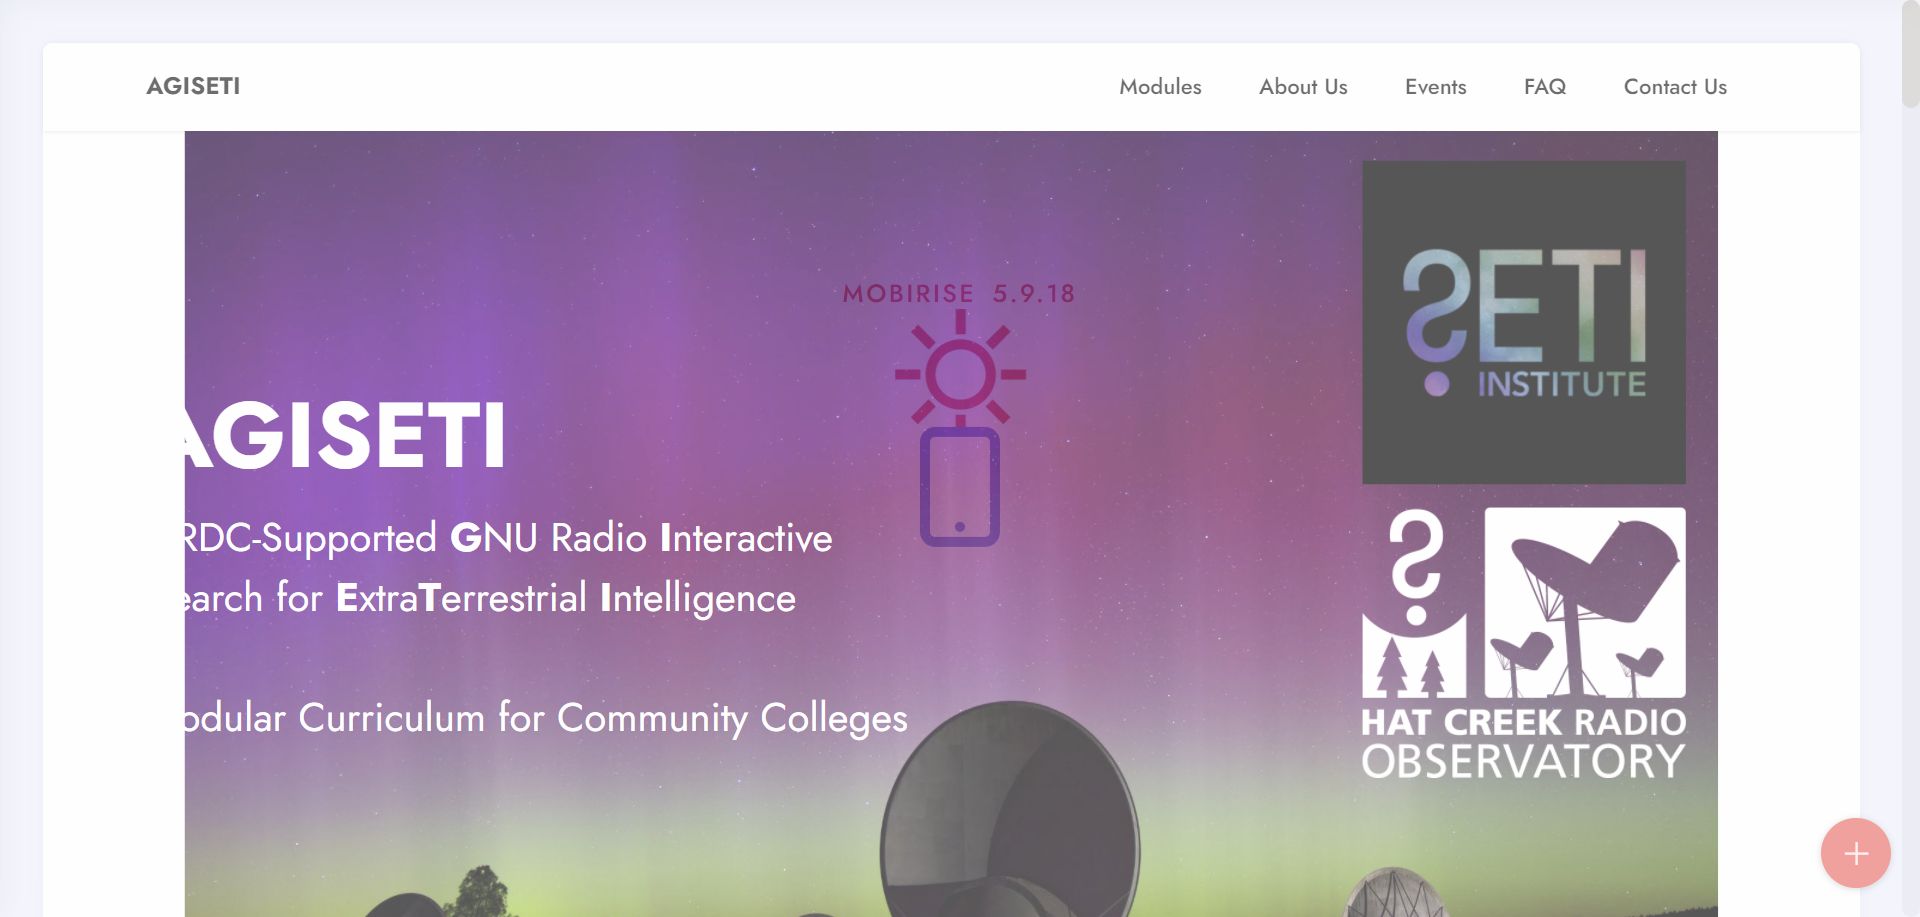 AGISETI
Modules
About Us
Events
FAQ
Contact Us
MOBIRISE 5.9.18
SETI
INSTITUTE
AGISETI
RDC-Supported GNU Radio Interactive
earch for ExtraTerrestrial Intelligence
odular Curriculum for Community Colleges
HAT CREEK RADIO
OBSERVATORY